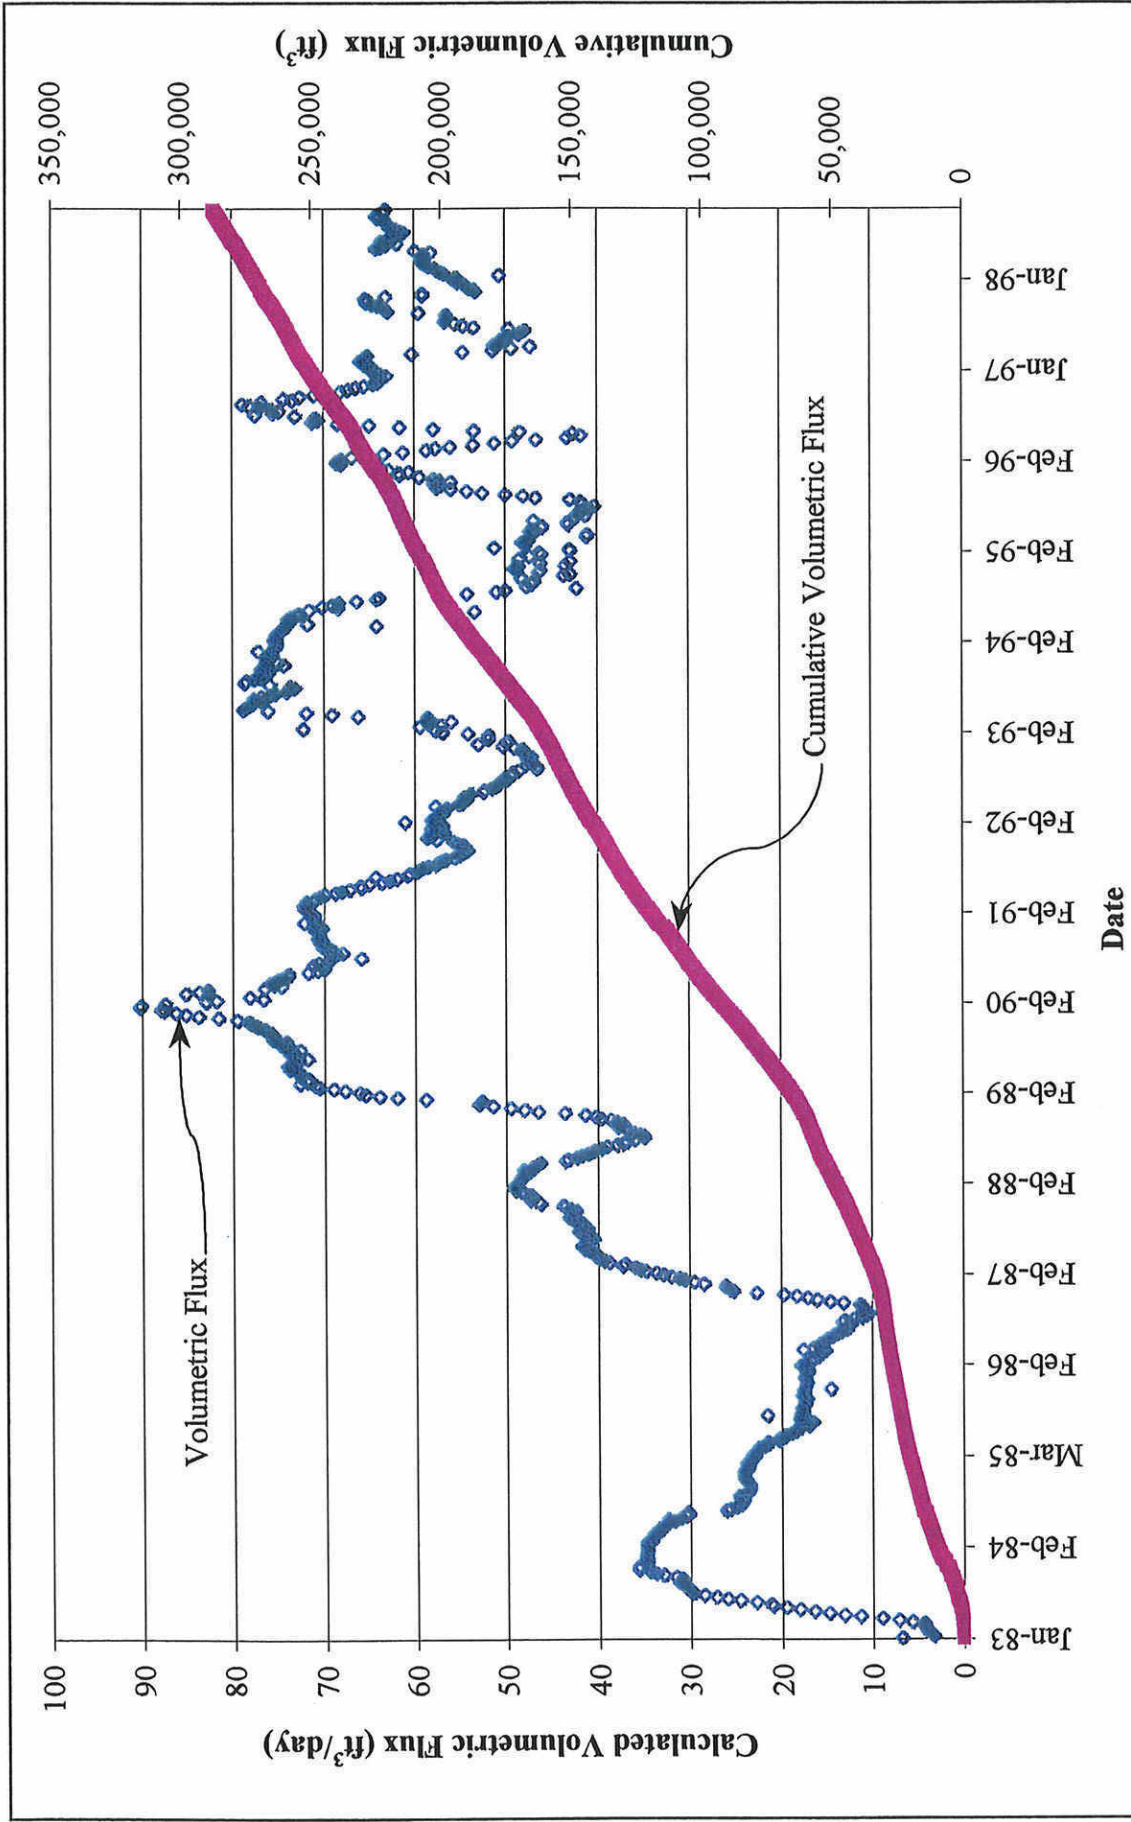 Calculated Volumetric Flux (ft³/day)
100
90
80
70
60
50
40
30
20
10
0
Cumulative Volumetric Flux (ft³)
350,000
300,000
250,000
200,000
150,000
100,000
50,000
0
Volumetric Flux
Cumulative Volumetric Flux
Jan-83
Feb-84
Mar-85
Feb-86
Feb-87
Feb-88
Feb-89
Feb-90
Feb-91
Feb-92
Feb-93
Feb-94
Feb-95
Feb-96
Jan-97
Jan-98
Date